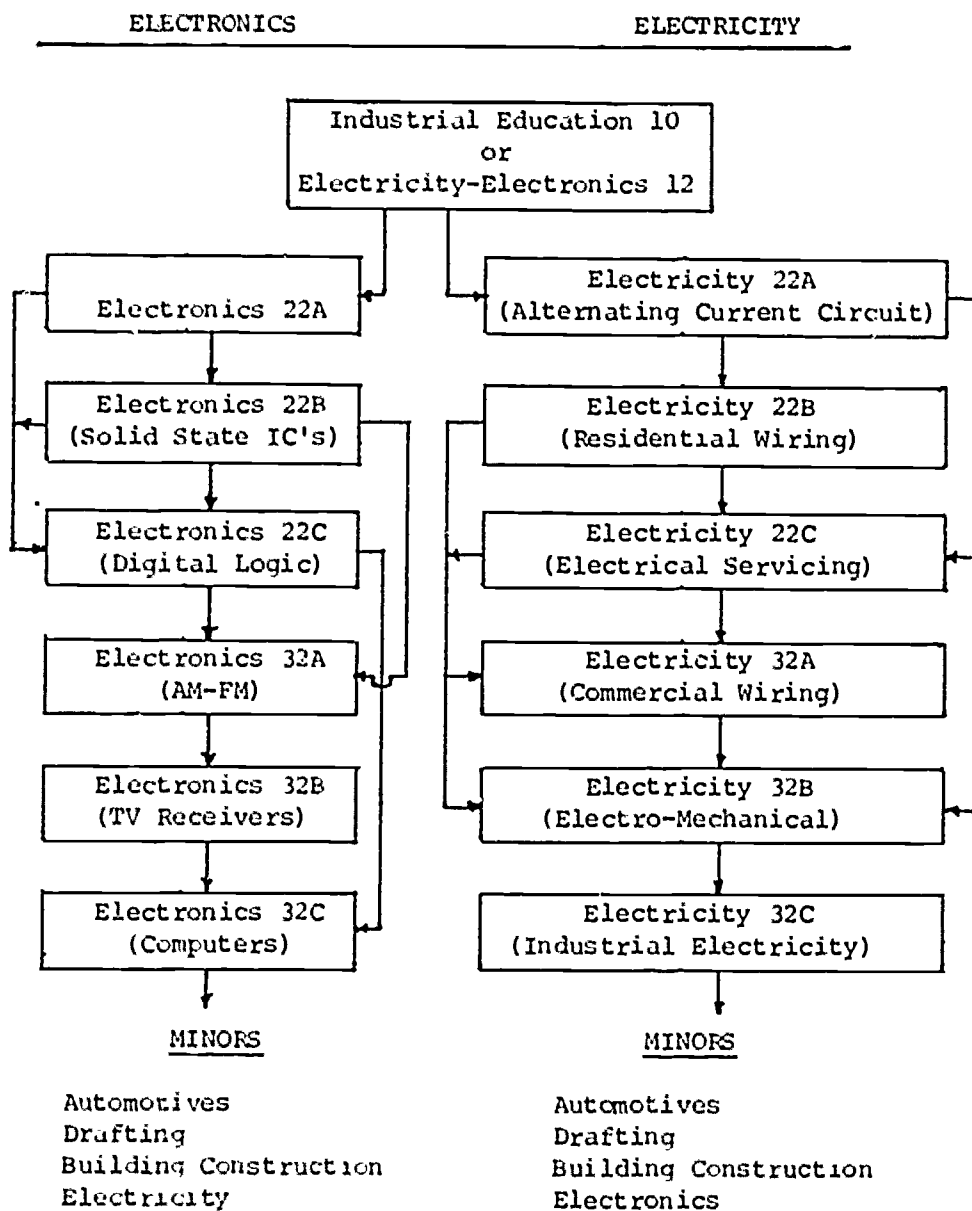 ELECTRONICS
ELECTRICITY
Industrial Education 10
or
Electricity-Electronics 12
Electronics 22A
Electronics 22B
(Solid State IC's)
Electronics 22C
(Digital Logic)
Electronics 32A
(AM-FM)
Electronics 32B
(TV Receivers)
Electronics 32C
(Computers)
MINORS
Automotives
Drafting
Building Construction
Electricity
Electricity 22A
(Alternating Current Circuit)
Electricity 22B
(Residential Wiring)
Electricity 22C
(Electrical Servicing)
Electricity 32A
(Commercial Wiring)
Electricity 32B
(Electro-Mechanical)
Electricity 32C
(Industrial Electricity)
MINORS
Automotives
Drafting
Building Construction
Electronics